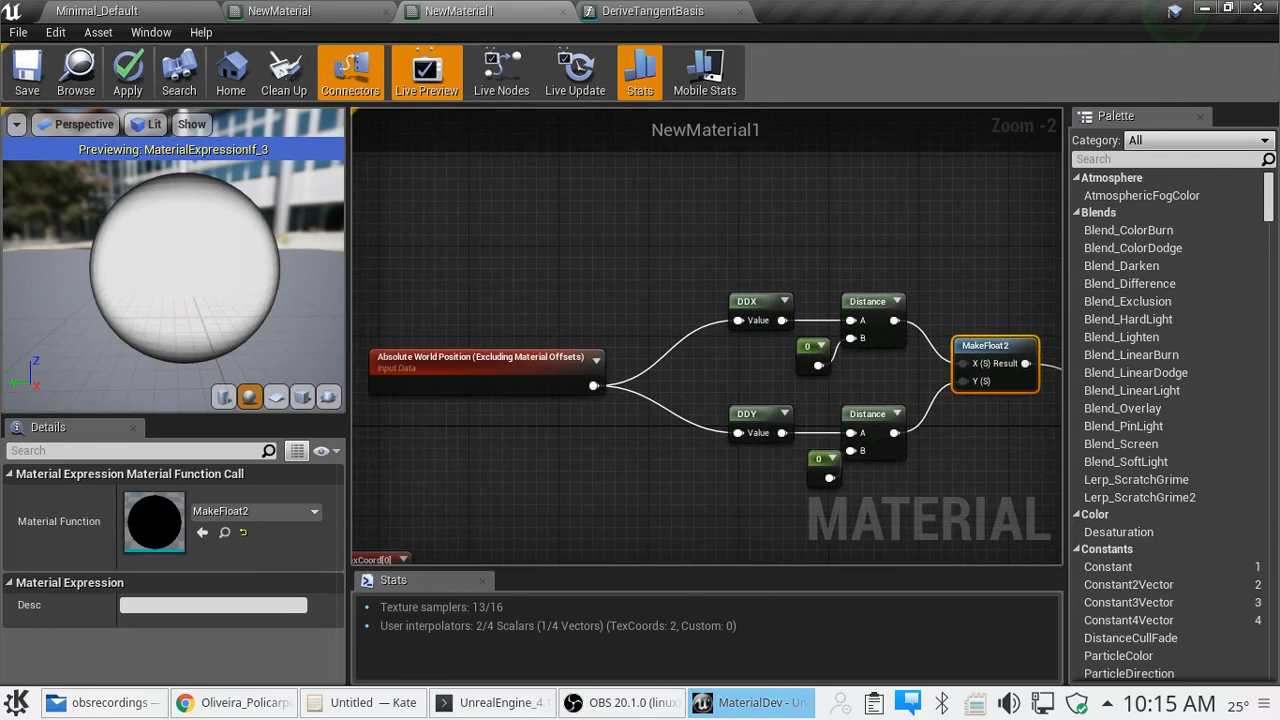 Minimal_Default
NewMaterial
NewMaterial1
DeriveTangentBasis
File
Edit
Asset
Window
Help
Save
Browse
Apply
Search
Home
Clean Up
Connectors
Live Preview
Live Nodes
Live Update
Stats
Mobile Stats
Perspective
Lit
Show
Previewing: MaterialExpressionIf_3
Z
Y
X
NewMaterial1
Zoom -2
Absolute World Position (Excluding Material Offsets)
Input Data
DDX
Value
Distance
A
B
0
MakeFloat2
X (S) Result
Y (S)
DDY
Value
Distance
A
B
0
MATERIAL
xCoord[0]
Details
Search
Material Expression Material Function Call
Material Function
MakeFloat2
Material Expression
Desc
Stats
Texture samplers: 13/16
User interpolators: 2/4 Scalars (1/4 Vectors) (TexCoords: 2, Custom: 0)
Palette
Category: All
Search
Atmosphere
AtmosphericFogColor
Blends
Blend_ColorBurn
Blend_ColorDodge
Blend_Darken
Blend_Difference
Blend_Exclusion
Blend_HardLight
Blend_Lighten
Blend_LinearBurn
Blend_LinearDodge
Blend_LinearLight
Blend_Overlay
Blend_PinLight
Blend_Screen
Blend_SoftLight
Lerp_ScratchGrime
Lerp_ScratchGrime2
Color
Desaturation
Constants
Constant 1
Constant2Vector 2
Constant3Vector 3
Constant4Vector 4
DistanceCullFade
ParticleColor
ParticleDirection
obsrecordings
Oliveira_Polic
Untitled — Kate
UnrealEngine_4.
OBS 20.1.0 (linux)
MaterialDev - Un
10:15 AM
25°